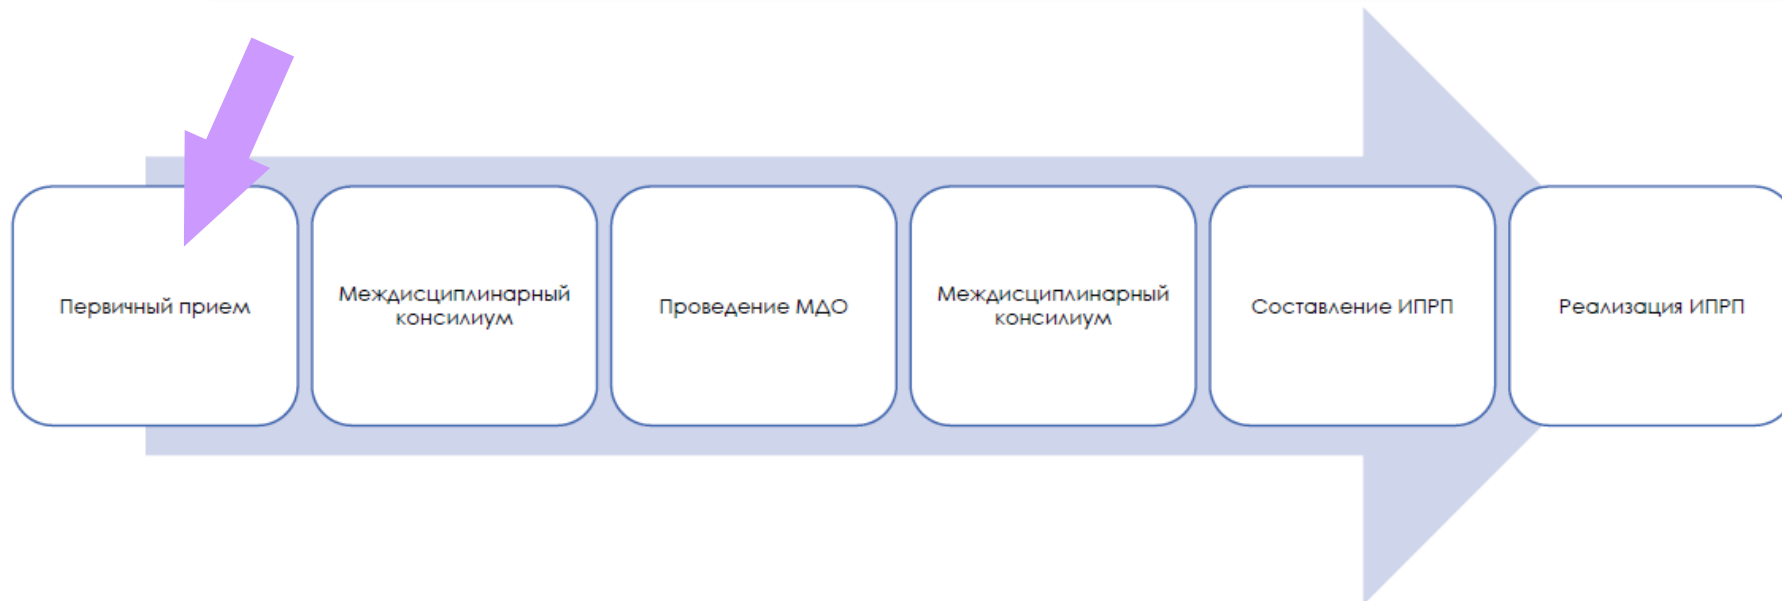 Первичный прием
Междисциплинарный
консилиум
Проведение МДО
Междисциплинарный
консилиум
Составление ИПРП
Реализация ИПРП